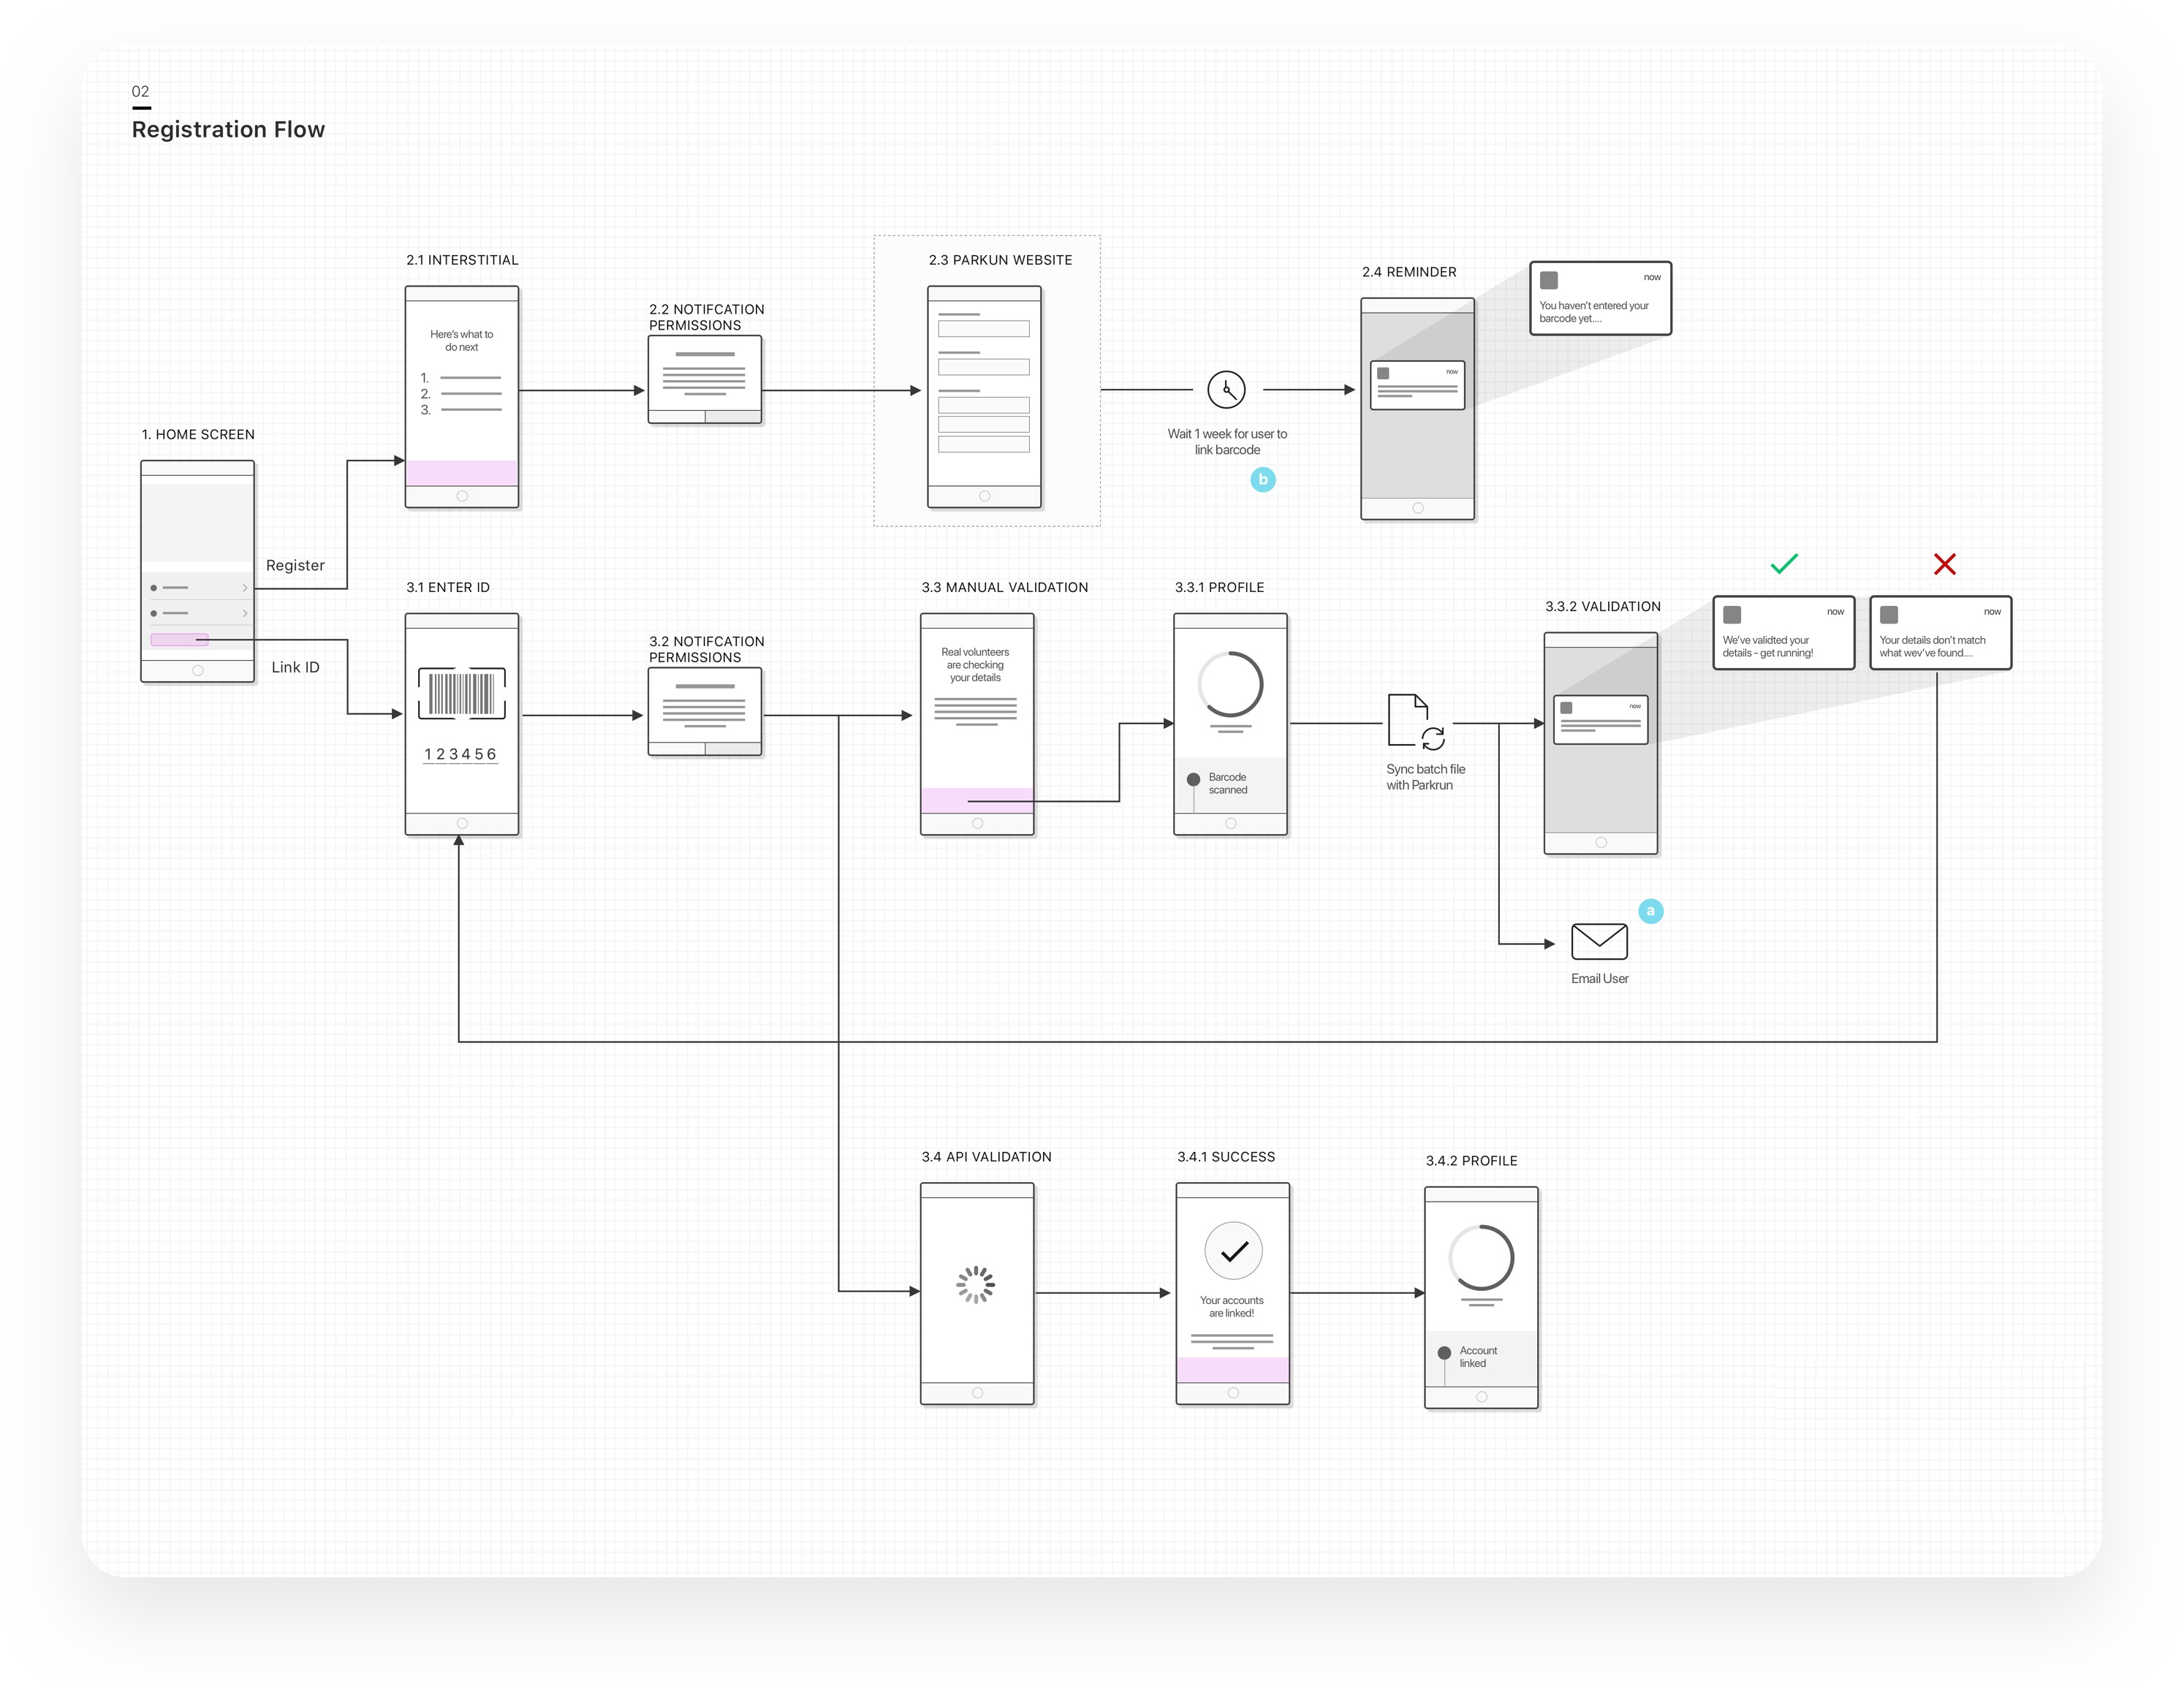 02
Registration Flow
2.1 INTERSTITIAL
Here's what to
do next
1.
2.
3.
2.2 NOTIFCATION
PERMISSIONS
2.3 PARKUN WEBSITE
Wait 1 week for user to
link barcode
b
2.4 REMINDER
now
now
You haven't entered your
barcode yet....
1. HOME SCREEN
Register
Link ID
3.1 ENTER ID
1 2 3 4 5 6
3.2 NOTIFCATION
PERMISSIONS
3.3 MANUAL VALIDATION
Real volunteers
are checking
your details
3.3.1 PROFILE
Barcode
scanned
Sync batch file
with Parkrun
3.3.2 VALIDATION
now
now
We've validted your
details - get running!
now
Your details don't match
what wev've found....
a
Email User
3.4 API VALIDATION
3.4.1 SUCCESS
Your accounts
are linked!
3.4.2 PROFILE
Account
linked